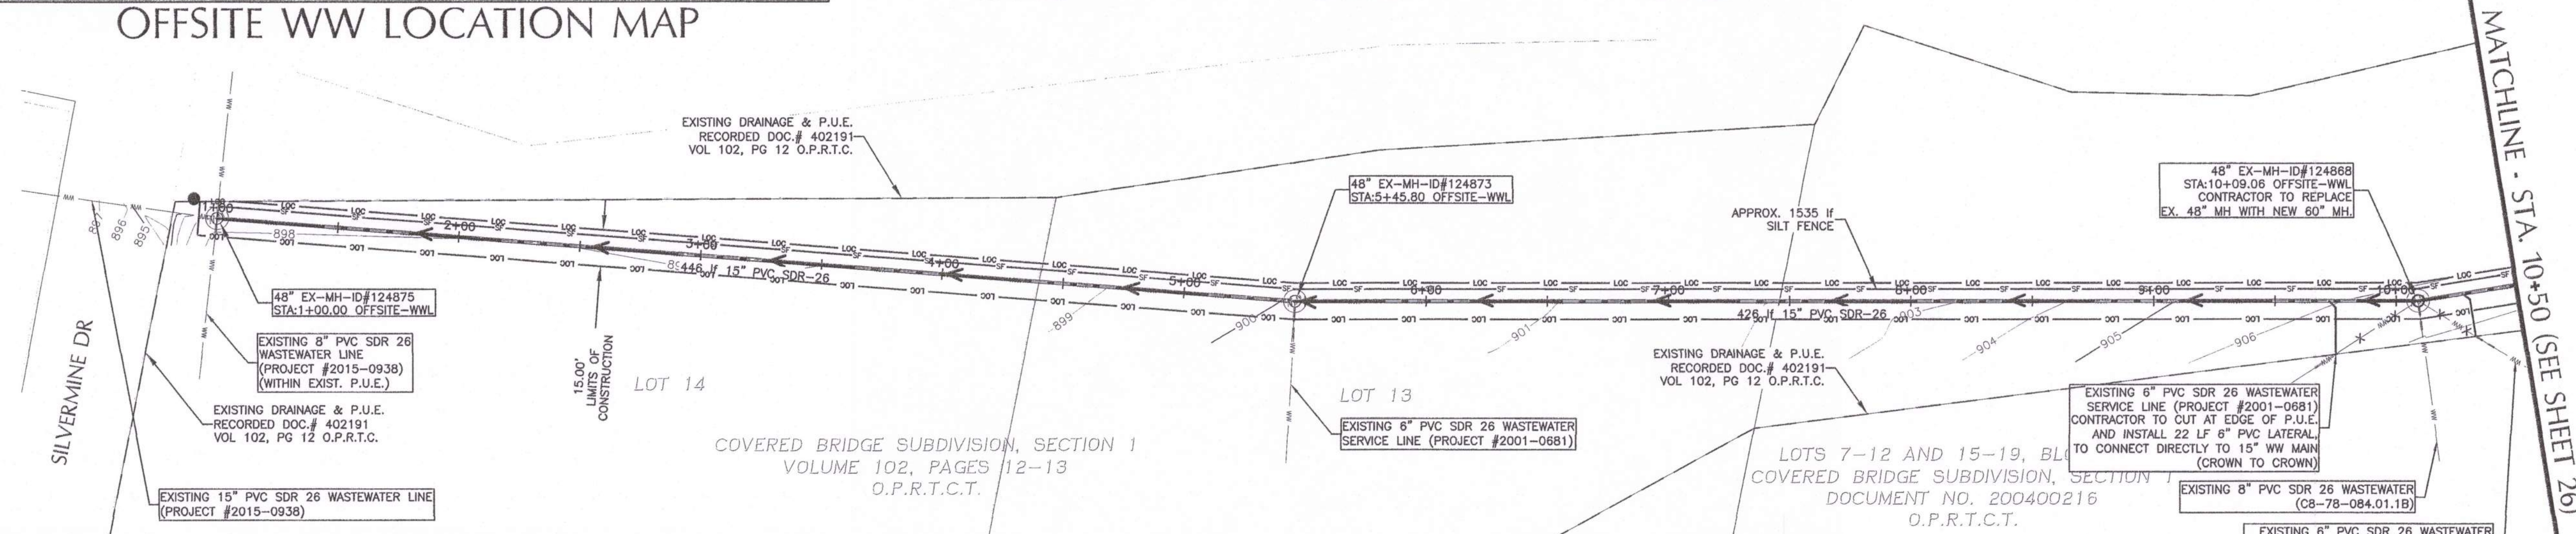 OFFSITE WW LOCATION MAP
EXISTING DRAINAGE & P.U.E.
RECORDED DOC.# 402191
VOL 102, PG 12 O.P.R.T.C.
48" EX-MH-ID#124873
STA:5+45.80 OFFSITE-WWL
48" EX-MH-ID#124868
STA:10+09.06 OFFSITE-WWL
CONTRACTOR TO REPLACE
EX. 48" MH WITH NEW 60" MH.
APPROX. 1535 lf
SILT FENCE
MATCHLINE - STA. 10+50 (SEE SHEET 26)
897
896
895
898
1+00
2+00
3+00
4+00
5+00
6+00
7+00
8+00
9+00
10+00
446 lf 15" PVC SDR-26
426 lf 15" PVC SDR-26
899
900
901
903
904
905
906
48" EX-MH-ID#124875
STA:1+00.00 OFFSITE-WWL
EXISTING 8" PVC SDR 26
WASTEWATER LINE
(PROJECT #2015-0938)
(WITHIN EXIST. P.U.E.)
EXISTING DRAINAGE & P.U.E.
RECORDED DOC.# 402191
VOL 102, PG 12 O.P.R.T.C.
SILVERMINE DR
EXISTING 15" PVC SDR 26 WASTEWATER LINE
(PROJECT #2015-0938)
15.00'
LIMITS OF
CONSTRUCTION
LOT 14
COVERED BRIDGE SUBDIVISION, SECTION 1
VOLUME 102, PAGES 12-13
O.P.R.T.C.T.
LOT 13
EXISTING 6" PVC SDR 26 WASTEWATER
SERVICE LINE (PROJECT #2001-0681)
EXISTING DRAINAGE & P.U.E.
RECORDED DOC.# 402191
VOL 102, PG 12 O.P.R.T.C.
LOTS 7-12 AND 15-19,
COVERED BRIDGE SUBDIVISION, SECTION 1
DOCUMENT NO. 200400216
O.P.R.T.C.T.
EXISTING 6" PVC SDR 26 WASTEWATER
SERVICE LINE (PROJECT #2001-0681)
CONTRACTOR TO CUT AT EDGE OF P.U.E.
AND INSTALL 22 LF 6" PVC LATERAL,
TO CONNECT DIRECTLY TO 15" WW MAIN
(CROWN TO CROWN)
EXISTING 8" PVC SDR 26 WASTEWATER
(C8-78-084.01.1B)
EXISTING 6" PVC SDR 26 WASTEWATER